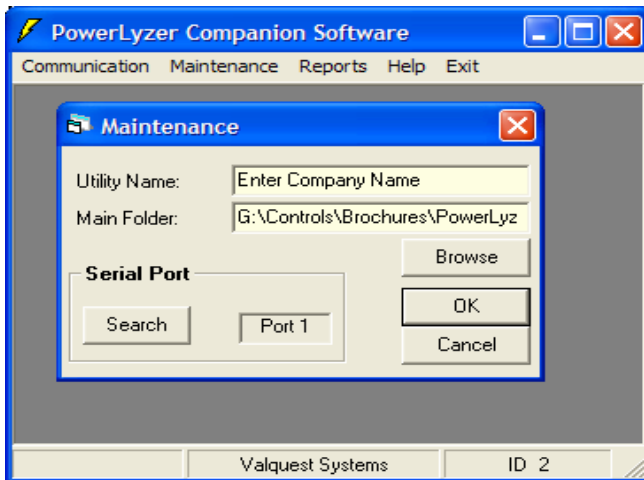 PowerLyzer Companion Software
Communication Maintenance Reports Help Exit
Maintenance
Utility Name: Enter Company Name
Main Folder: G:\Controls\Brochures\PowerLyz
Browse
Serial Port
Search Port 1
OK
Cancel
Valquest Systems ID 2